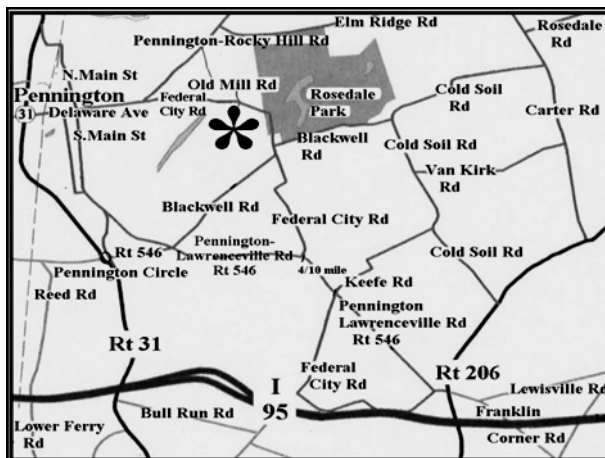 Elm Ridge Rd
Rosedale
Rd
Pennington-Rocky Hill Rd
N.Main St
Old Mill Rd
Cold Soil
Rd
Pennington
Federal
City Rd
Rosedale
Park
Carter Rd
31
Delaware Ave
S.Main St
Blackwell
Rd
Cold Soil Rd
Van Kirk
Rd
Blackwell Rd
Federal City Rd
Rt 546
Pennington-
Lawrenceville Rd
Rt 546
Cold Soil Rd
Pennington Circle
4/10 mile
Keefe Rd
Reed Rd
Pennington
Lawrenceville Rd
Rt 546
Rt 31
Federal
City Rd
Rt 206
I
95
Lewisville Rd
Bull Run Rd
Franklin
Corner Rd
Lower Ferry
Rd